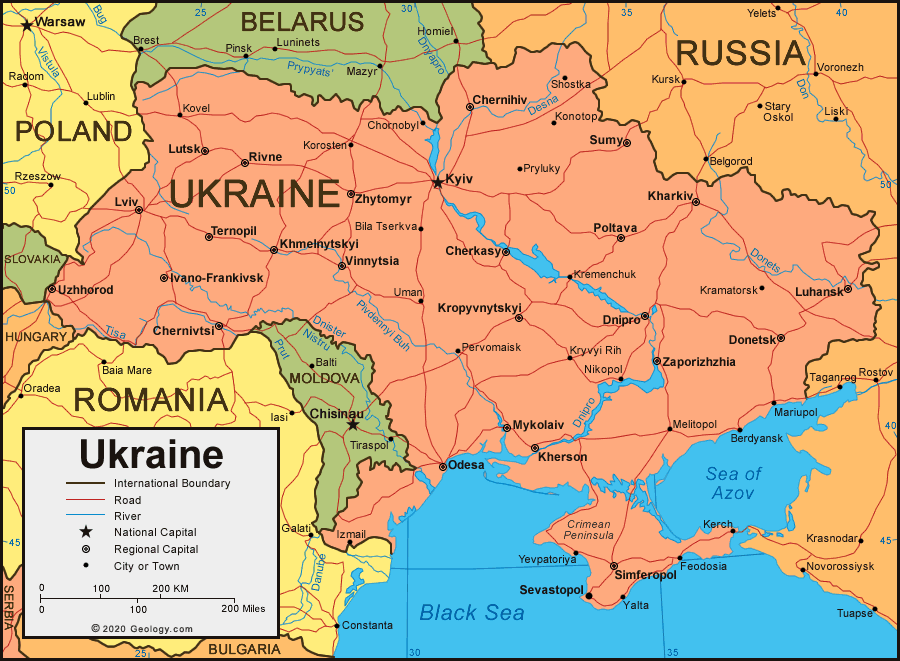 25
30
35
40
Warsaw
Bug
BELARUS
Homiel
Yelets
Brest
Luninets
Pinsk
Dnyapro
RUSSIA
Vistula
Prypyats'
Mazyr
Voronezh
Radom
Shostka
Kursk
Lublin
Chernihiv
Desna
Don
Stary
Oskol
Liski
Kovel
Chornobyl
Konotop
POLAND
Sumy
Lutsk
Rivne
Korosten
Belgorod
Pryluky
Rzeszow
Kyiv
50
50
UKRAINE
Zhytomyr
Kharkiv
Lviv
Bila Tserkva
Poltava
Ternopil
Khmelnytskyi
Cherkasy
SLOVAKIA
Vinnytsia
Donets
Ivano-Frankivsk
Kremenchuk
Uzhhorod
Uman
Kramatorsk
Luhansk
Kropyvnytskyi
Dnipro
Pivdennyy Buh
Chernivtsi
Dnister
Nistru
Tisa
HUNGARY
Prut
Pervomaisk
Kryvyi Rih
Donetsk
Balti
Zaporizhzhia
Baia Mare
Nikopol
MOLDOVA
Taganrog
Rostov
Oradea
ROMANIA
Chisinau
Iasi
Dnipro
Mykolaiv
Melitopol
Mariupol
40
Berdyansk
Tiraspol
Kherson
Odesa
Sea of
Azov
Ukraine
International Boundary
Road
River
National Capital
Regional Capital
City or Town
0 100 200 KM
0 100 200 Miles
© 2020 Geology.com
Galati
Izmail
Crimean
Peninsula
Kerch
Krasnodar
45
45
Yevpatoriya
Feodosia
Novorossiysk
Danube
Simferopol
Sevastopol
Yalta
SERBIA
Black Sea
Tuapse
Constanta
BULGARIA
25
30
35